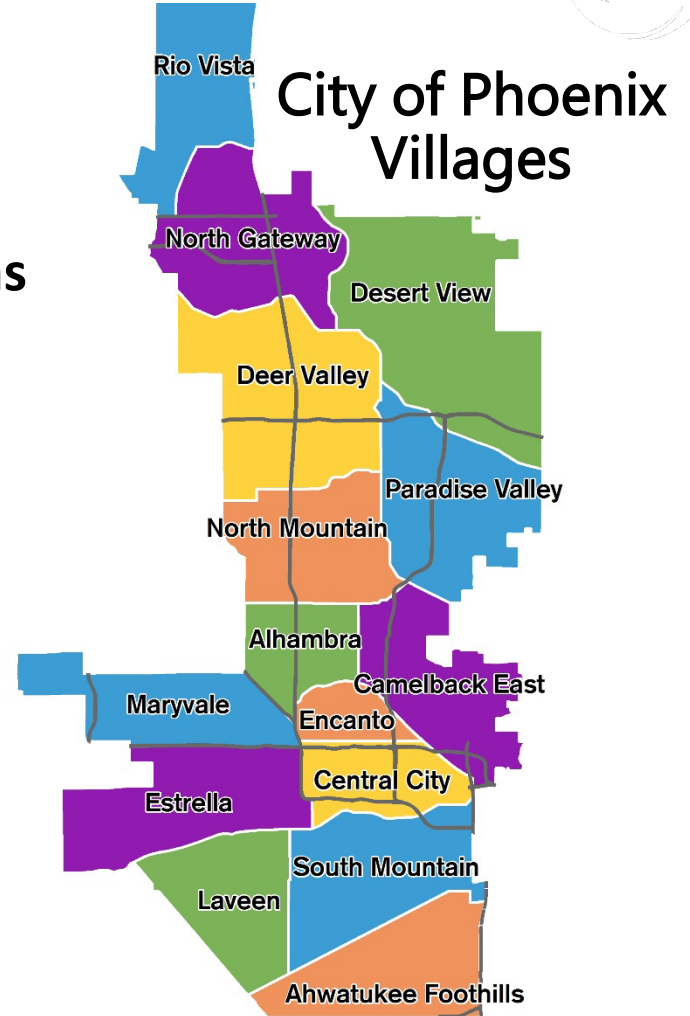 Rio Vista
City of Phoenix
Villages
North Gateway
s
Desert View
Deer Valley
Paradise Valley
North Mountain
Alhambra
Camelback East
Maryvale
Encanto
Central City
Estrella
South Mountain
Laveen
Ahwatukee Foothills